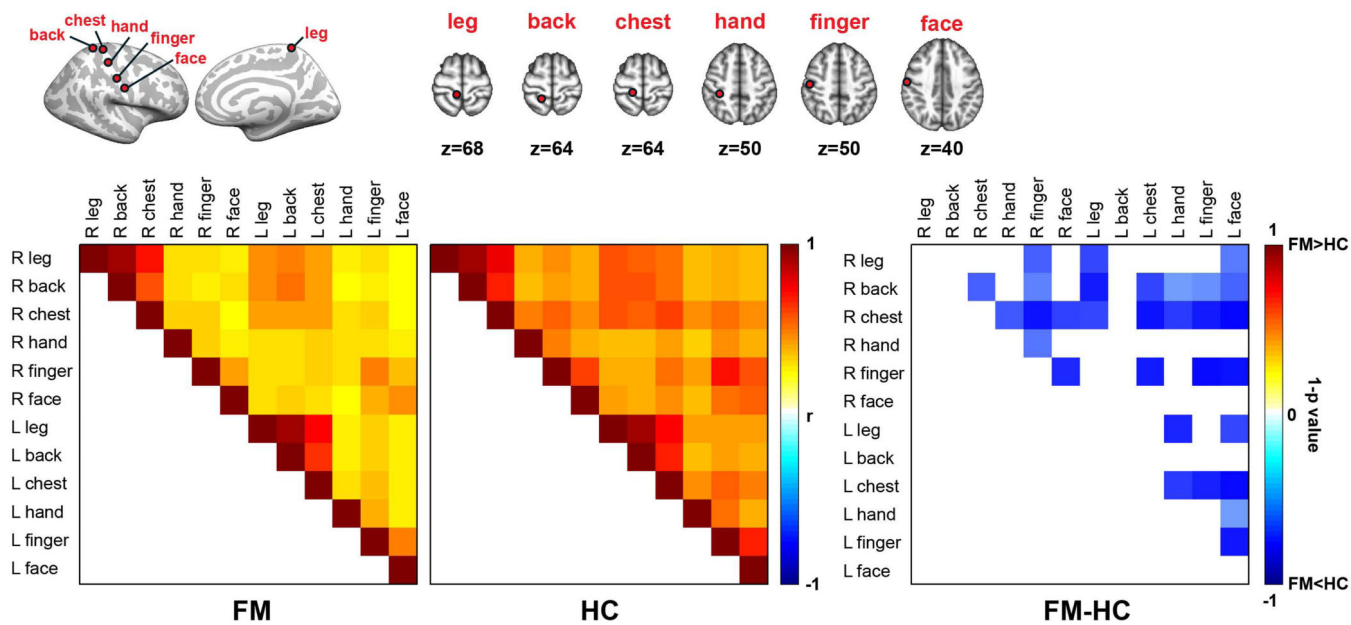 chest
back
hand
finger
face
leg
leg back chest hand finger face
z=68 z=64 z=64 z=50 z=50 z=40
R leg R back R chest R hand R finger R face L leg L back L chest L hand L finger L face
R leg R back R chest R hand R finger R face L leg L back L chest L hand L finger L face
R leg
R back
R chest
R hand
R finger
R face
L leg
L back
L chest
L hand
L finger
L face
1
r
-1
R leg
R back
R chest
R hand
R finger
R face
L leg
L back
L chest
L hand
L finger
L face
1
FM>HC
0
1-p value
FM<HC
-1
FM HC FM-HC